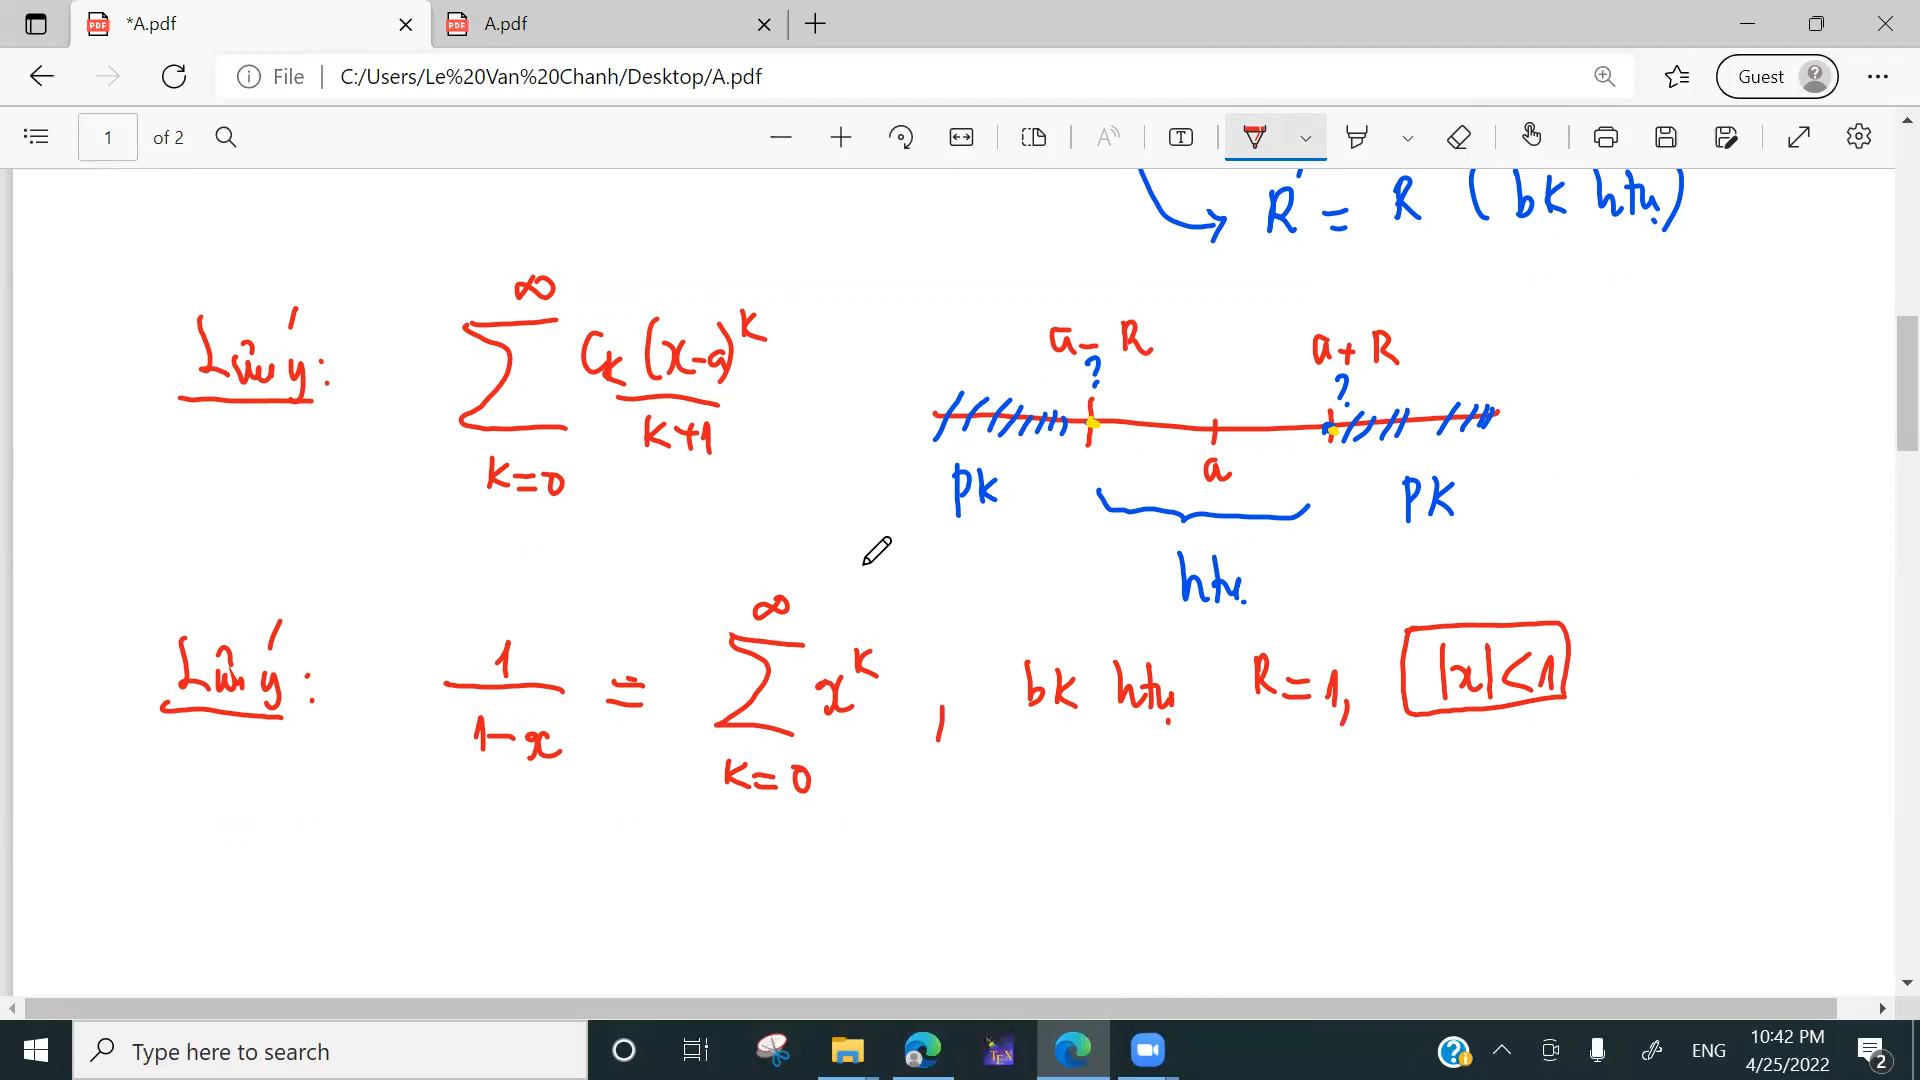 *A.pdf
A.pdf
File
C:/Users/Le%20Van%20Chanh/Desktop/A.pdf
Guest
1 of 2
R' = R (bk htụ)
Lưu ý: ∞ Σ k=0 Ck (x-a)^k / k+1
a - R
a + R
? ?
a
pk pk
htụ
Lưu ý: 1/(1-x) = ∞ Σ k=0 x^k, bk htụ R=1, |x|<1
Type here to search
TEX
ENG
10:42 PM
4/25/2022
2